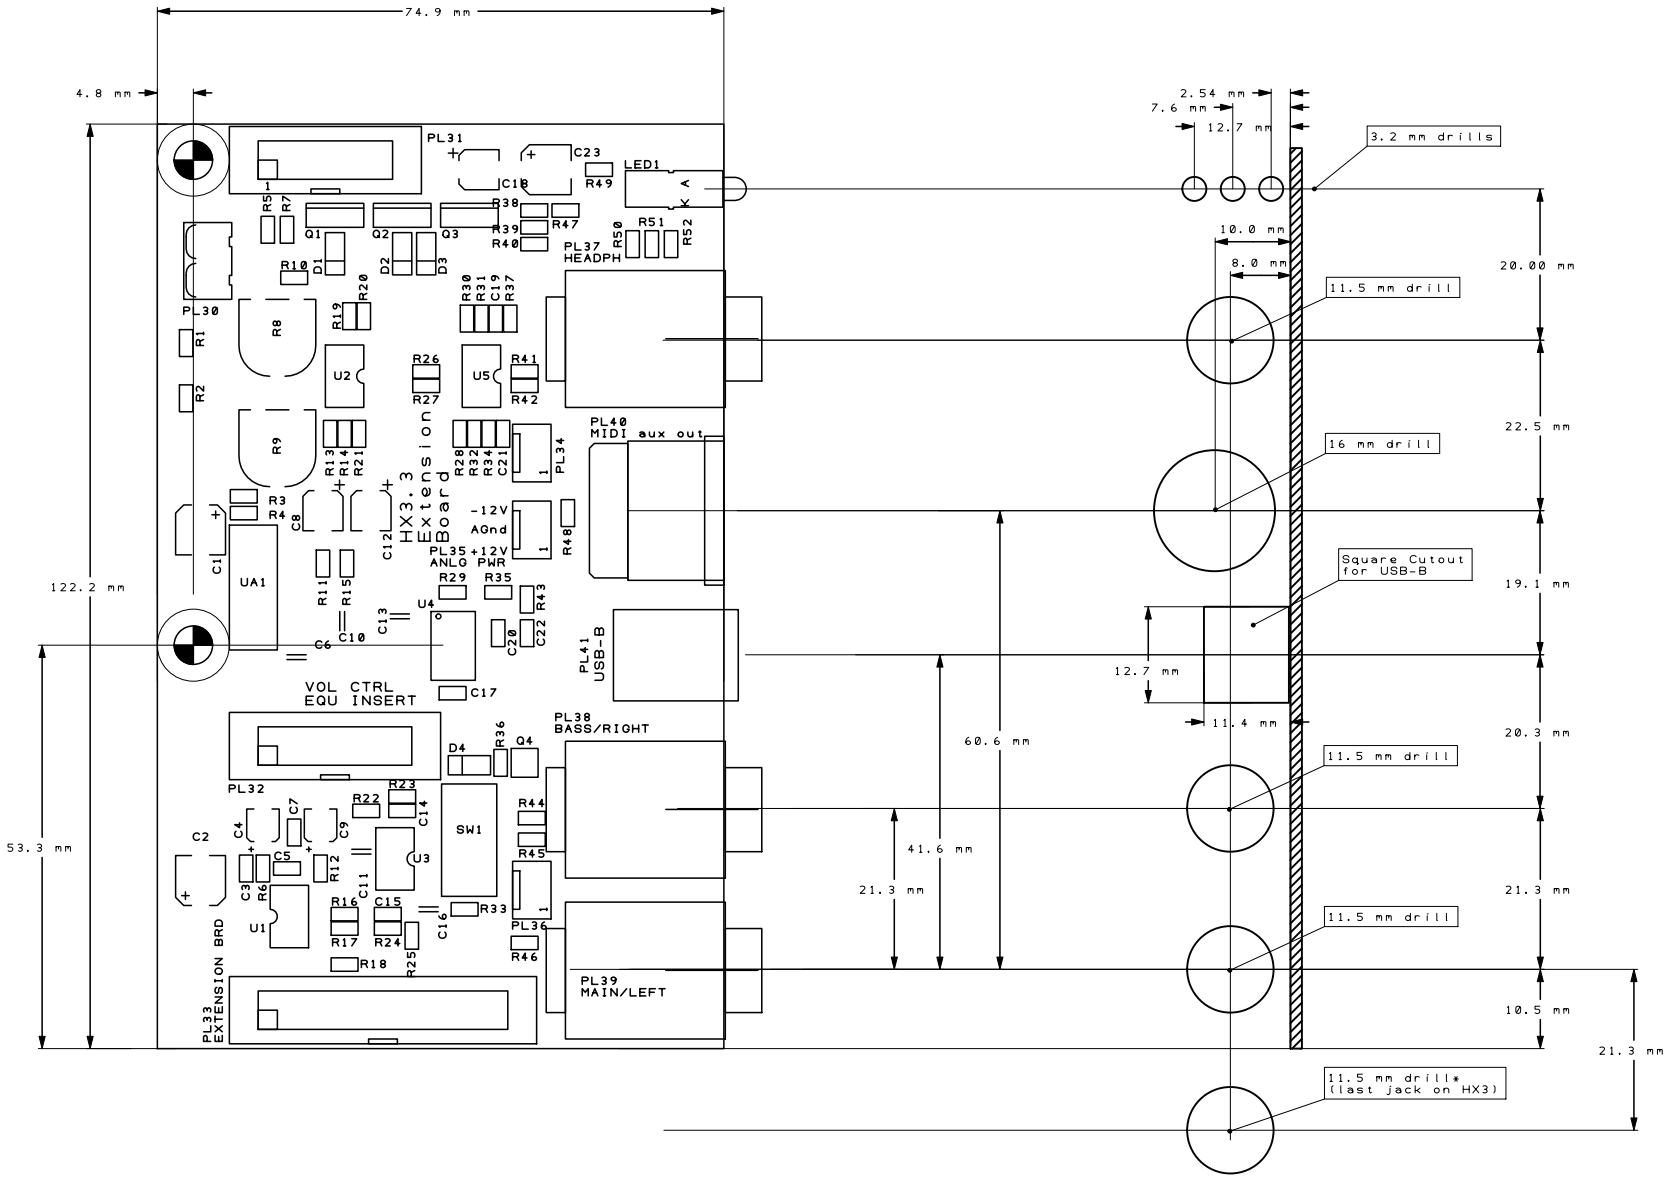 74.9 mm
4.8 mm
2.54 mm
7.6 mm
12.7 mm
3.2 mm drills
PL31
C18
C23
R49
LED1
K A
1
R5
R7
Q1
Q2
Q3
R38
R39
R40
R47
R50
R51
R52
D1
D2
D3
R10
PL37
HEADPH
10.0 mm
8.0 mm
20.00 mm
11.5 mm drill
PL30
R1
R8
R19
R20
R30
R31
C19
R37
U2
R26
R27
U5
R41
R42
R2
R9
122.2 mm
R13
R14
R21
HX3.3
Extension
Board
R28
R32
R34
C21
PL34
1
PL40
MIDI aux out
22.5 mm
16 mm drill
R3
R4
C1
C8
C12
-12V
AGnd
+12V
PL35
ANLG PWR
1
R48
UA1
R11
R15
R29
R35
R43
C6
C10
C13
U4
C20
C22
PL41
USB-B
Square Cutout
for USB-B
19.1 mm
12.7 mm
11.4 mm
C17
VOL CTRL
EQU INSERT
PL38
BASS/RIGHT
60.6 mm
20.3 mm
11.5 mm drill
D4
R36
Q4
PL32
R23
R22
C14
C7
C4
C9
C2
SW1
R44
R45
53.3 mm
41.6 mm
21.3 mm
21.3 mm
C5
C3
R6
R12
C11
U3
U1
R16
R17
C15
R24
R25
C16
R33
PL36
1
R46
R18
11.5 mm drill
PL39
MAIN/LEFT
PL33
EXTENSION BRD
10.5 mm
21.3 mm
11.5 mm drill*
(last jack on HX3)